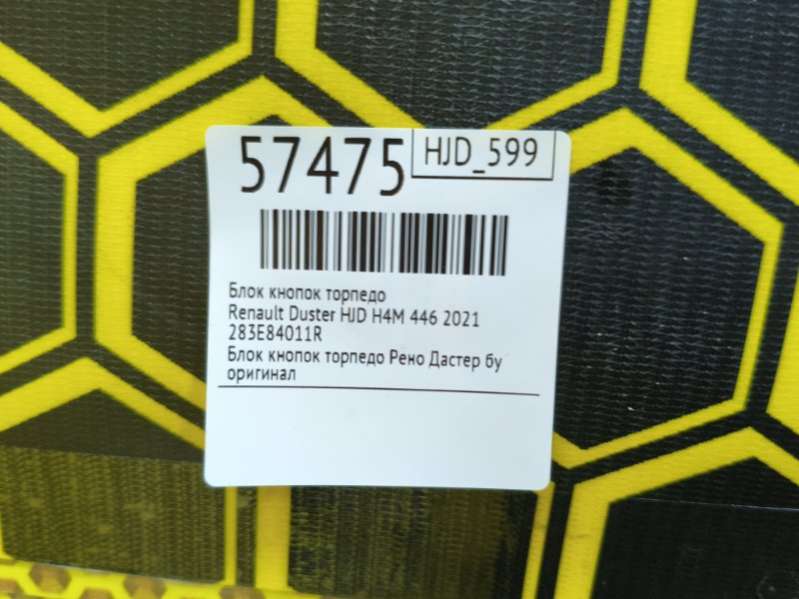 57475
HJD_599
Блок кнопок торпедо
Renault Duster HJD H4M 446 2021
283E84011R
Блок кнопок торпедо Рено Дастер бу
оригинал